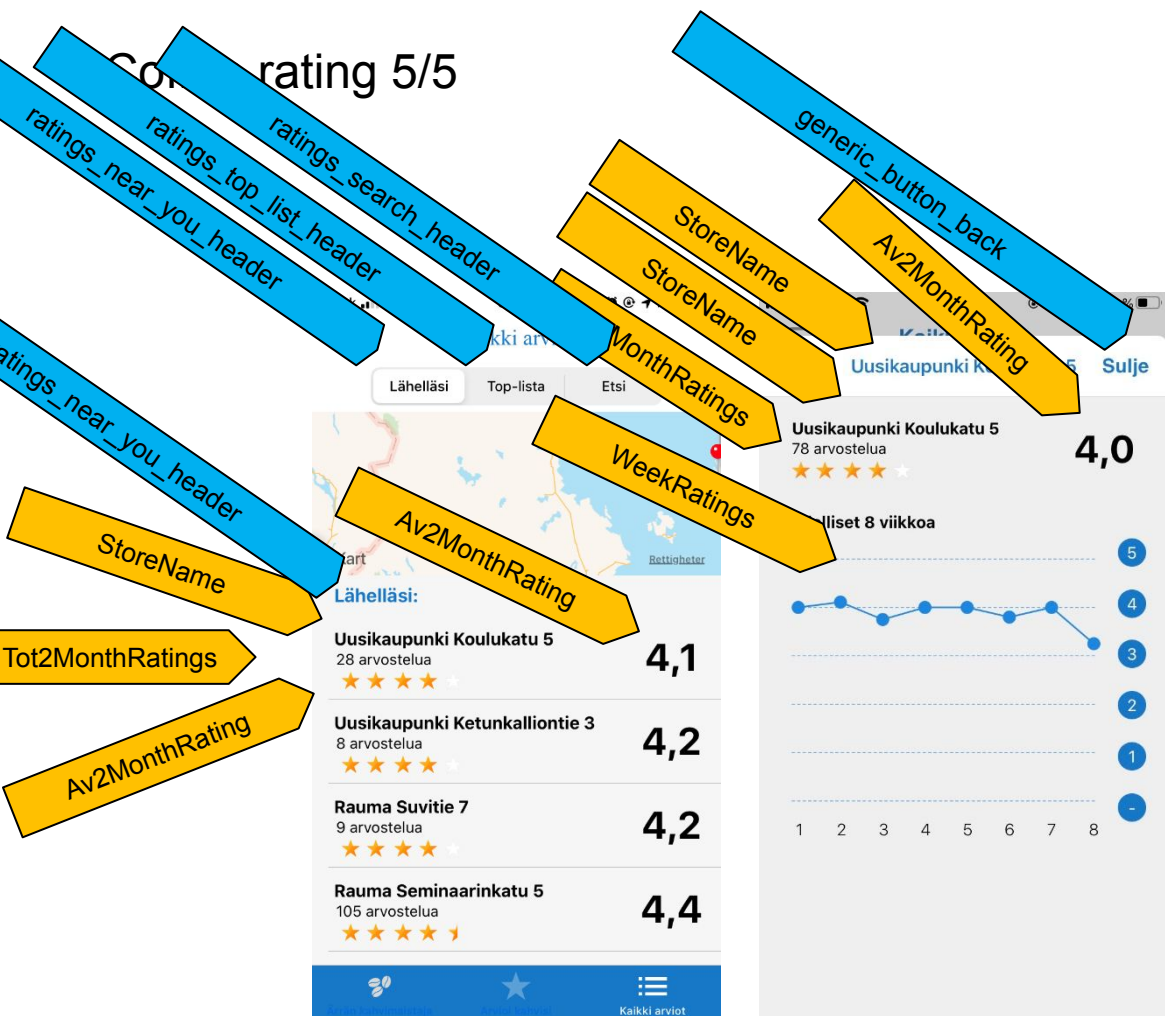 rating 5/5
ratings_near_you_header
ratings_top_list_header
ratings_search_header
generic_button_back
StoreName
StoreName
Av2MonthRating
MonthRatings
WeekRatings
ratings_near_you_header
StoreName
Tot2MonthRatings
Av2MonthRating
Av2MonthRating
Lähelläsi
Top-lista
Etsi
Rettigheter
Lähelläsi:
Uusikaupunki Koulukatu 5
28 arvostelua
4,1
Uusikaupunki Ketunkalliontie 3
8 arvostelua
4,2
Rauma Suvitie 7
9 arvostelua
4,2
Rauma Seminaarinkatu 5
105 arvostelua
4,4
Kaikki arviot
Uusikaupunki
5
Sulje
Uusikaupunki Koulukatu 5
78 arvostelua
4,0
8 viikkoa
5
4
3
2
1
-
1 2 3 4 5 6 7 8